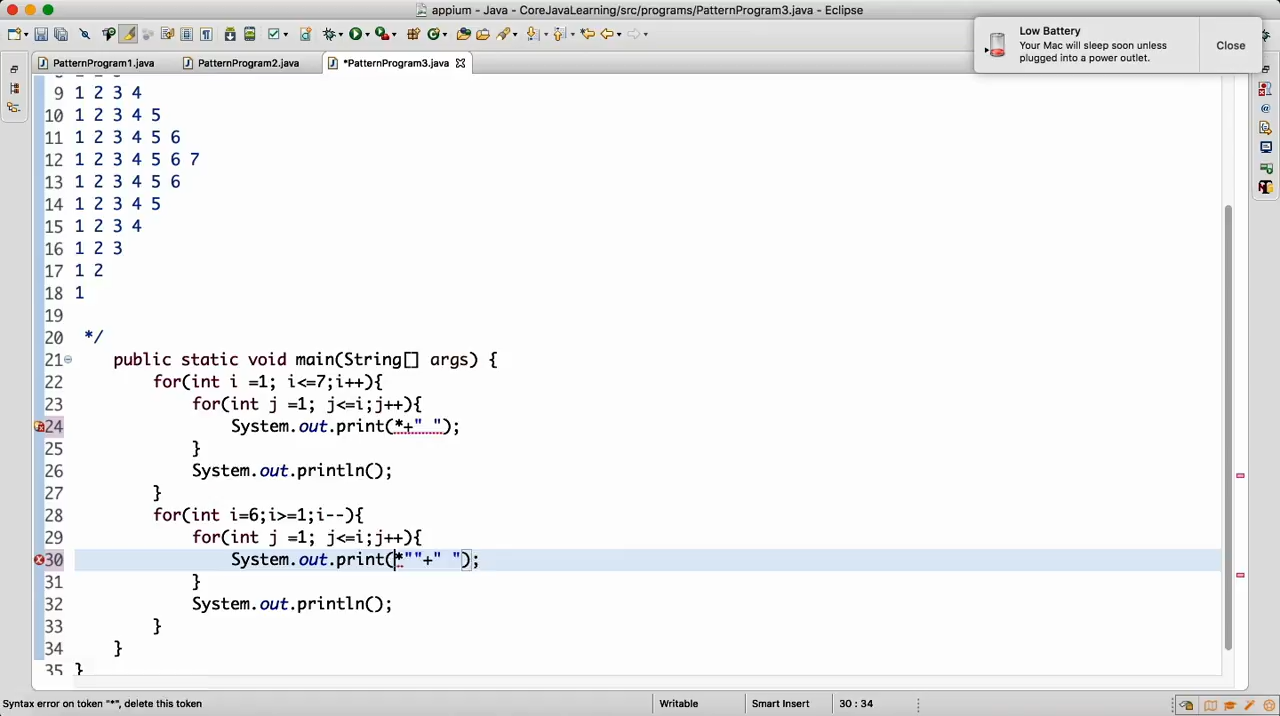 appium - Java - CoreJavaLearning/src/programs/PatternProgram3.java - Eclipse
Low Battery
Your Mac will sleep soon unless
plugged into a power outlet.
Close
PatternProgram1.java
PatternProgram2.java
*PatternProgram3.java
9 1 2 3 4
10 1 2 3 4 5
11 1 2 3 4 5 6
12 1 2 3 4 5 6 7
13 1 2 3 4 5 6
14 1 2 3 4 5
15 1 2 3 4
16 1 2 3
17 1 2
18 1
19
20 */
21 public static void main(String[] args) {
22 for(int i =1; i<=7;i++){
23 for(int j =1; j<=i;j++){
24 System.out.print(*+" ");
25 }
26 System.out.println();
27 }
28 for(int i=6;i>=1;i--){
29 for(int j =1; j<=i;j++){
30 System.out.print(*""+" ");
31 }
32 System.out.println();
33 }
34 }
35 }
Syntax error on token "*", delete this token
Writable
Smart Insert
30 : 34